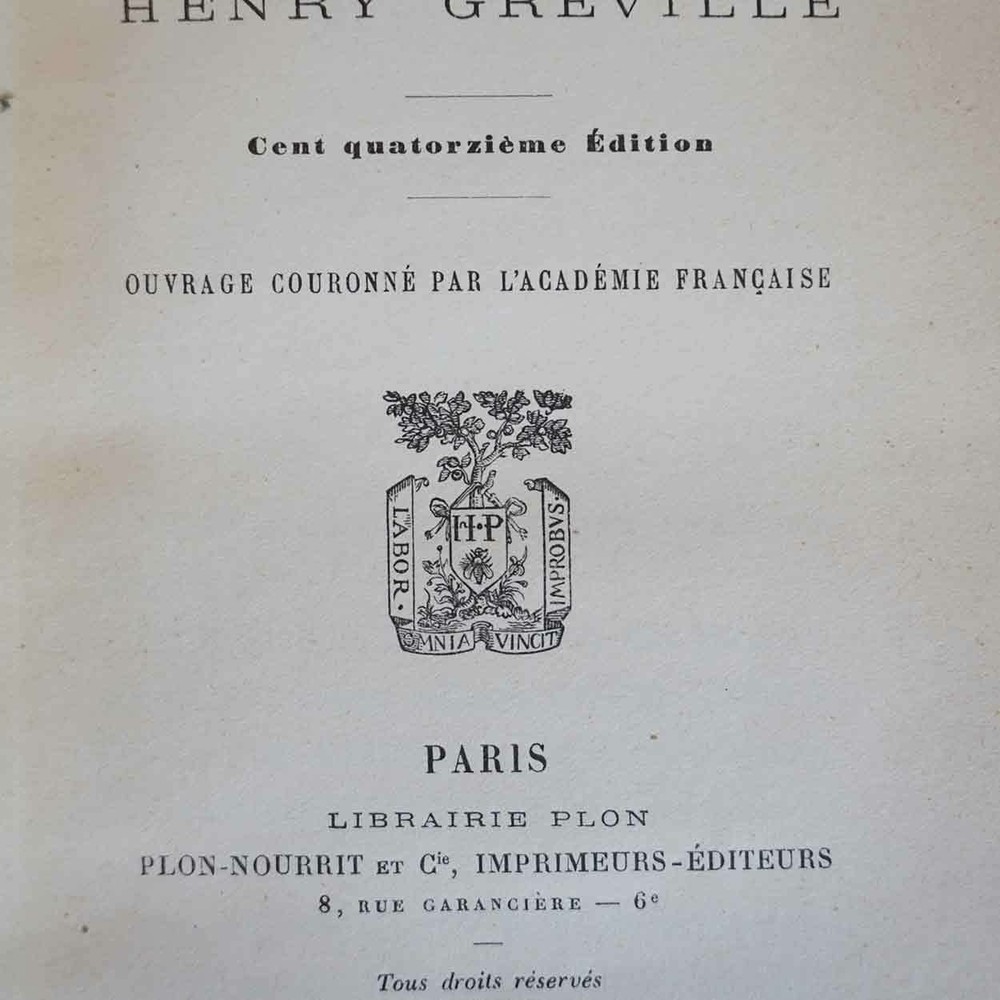 HENRY GRÉVILLE
Cent quatorzième Édition
OUVRAGE COURONNÉ PAR L'ACADÉMIE FRANÇAISE
H·P
LABOR·
IMPROBVS·
OMNIA VINCIT
PARIS
LIBRAIRIE PLON
PLON-NOURRIT ET Cie, IMPRIMEURS-ÉDITEURS
8, RUE GARANCIÈRE — 6e
Tous droits réservés